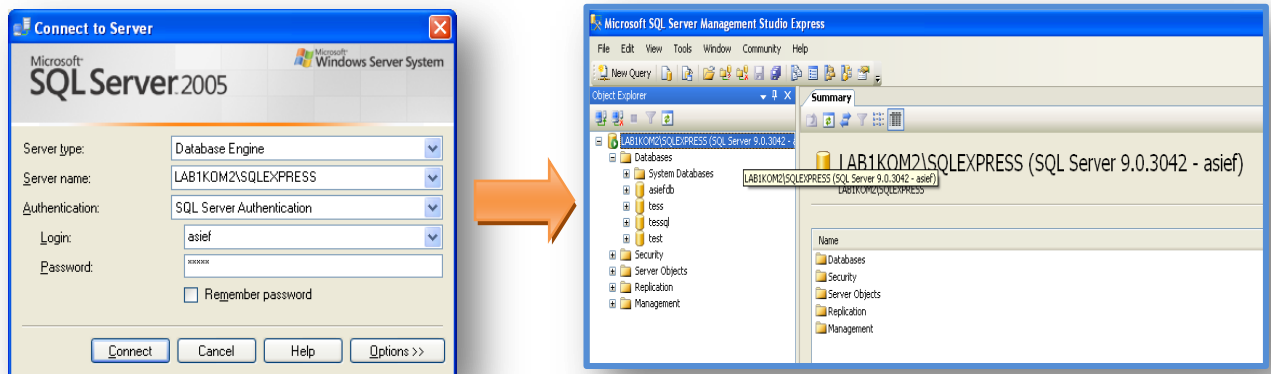 Connect to Server
Microsoft
SQL Server 2005
Microsoft
Windows Server System
Server type:
Database Engine
Server name:
LAB1KOM2\SQLEXPRESS
Authentication:
SQL Server Authentication
Login:
asief
Password:
*****
Remember password
Connect Cancel Help Options >>
Microsoft SQL Server Management Studio Express
File Edit View Tools Window Community Help
New Query
Object Explorer
LAB1KOM2\SQLEXPRESS (SQL Server 9.0.3042 - a
Databases
System Databases
asiefdb
tess
tessql
test
Security
Server Objects
Replication
Management
Summary
LAB1KOM2\SQLEXPRESS (SQL Server 9.0.3042 - asief)
LAB1KOM2\SQLEXPRESS (SQL Server 9.0.3042 - asief)
LAB1KOM2\SQLEXPRESS
Name
Databases
Security
Server Objects
Replication
Management